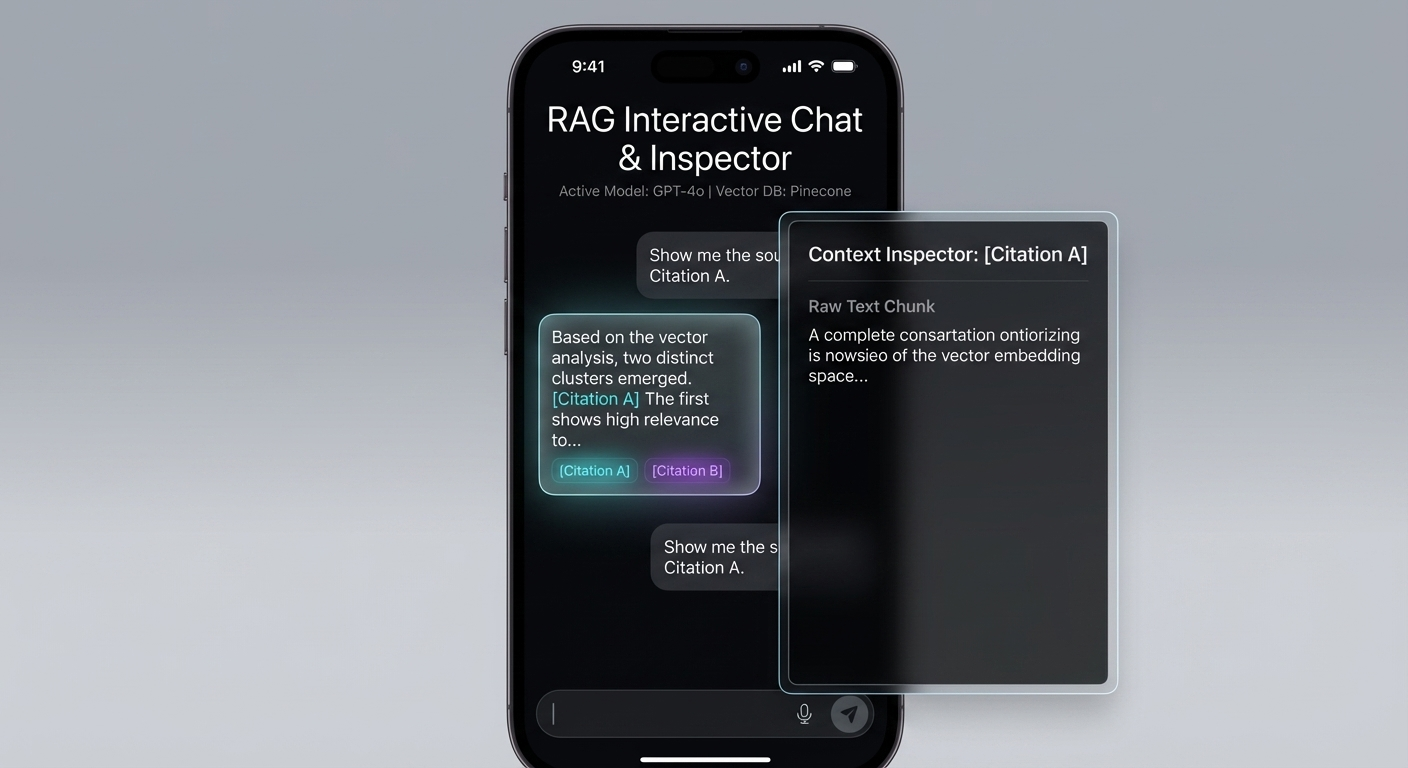 9:41
RAG Interactive Chat
& Inspector
Active Model: GPT-4o | Vector DB: Pinecone
Show me the sou
Citation A.
Based on the vector
analysis, two distinct
clusters emerged.
[Citation A] The first
shows high relevance
to...
[Citation A] [Citation B]
Show me the s
Citation A.
Context Inspector: [Citation A]
Raw Text Chunk
A complete consartation ontiorizing
is nowsieo of the vector embedding
space...